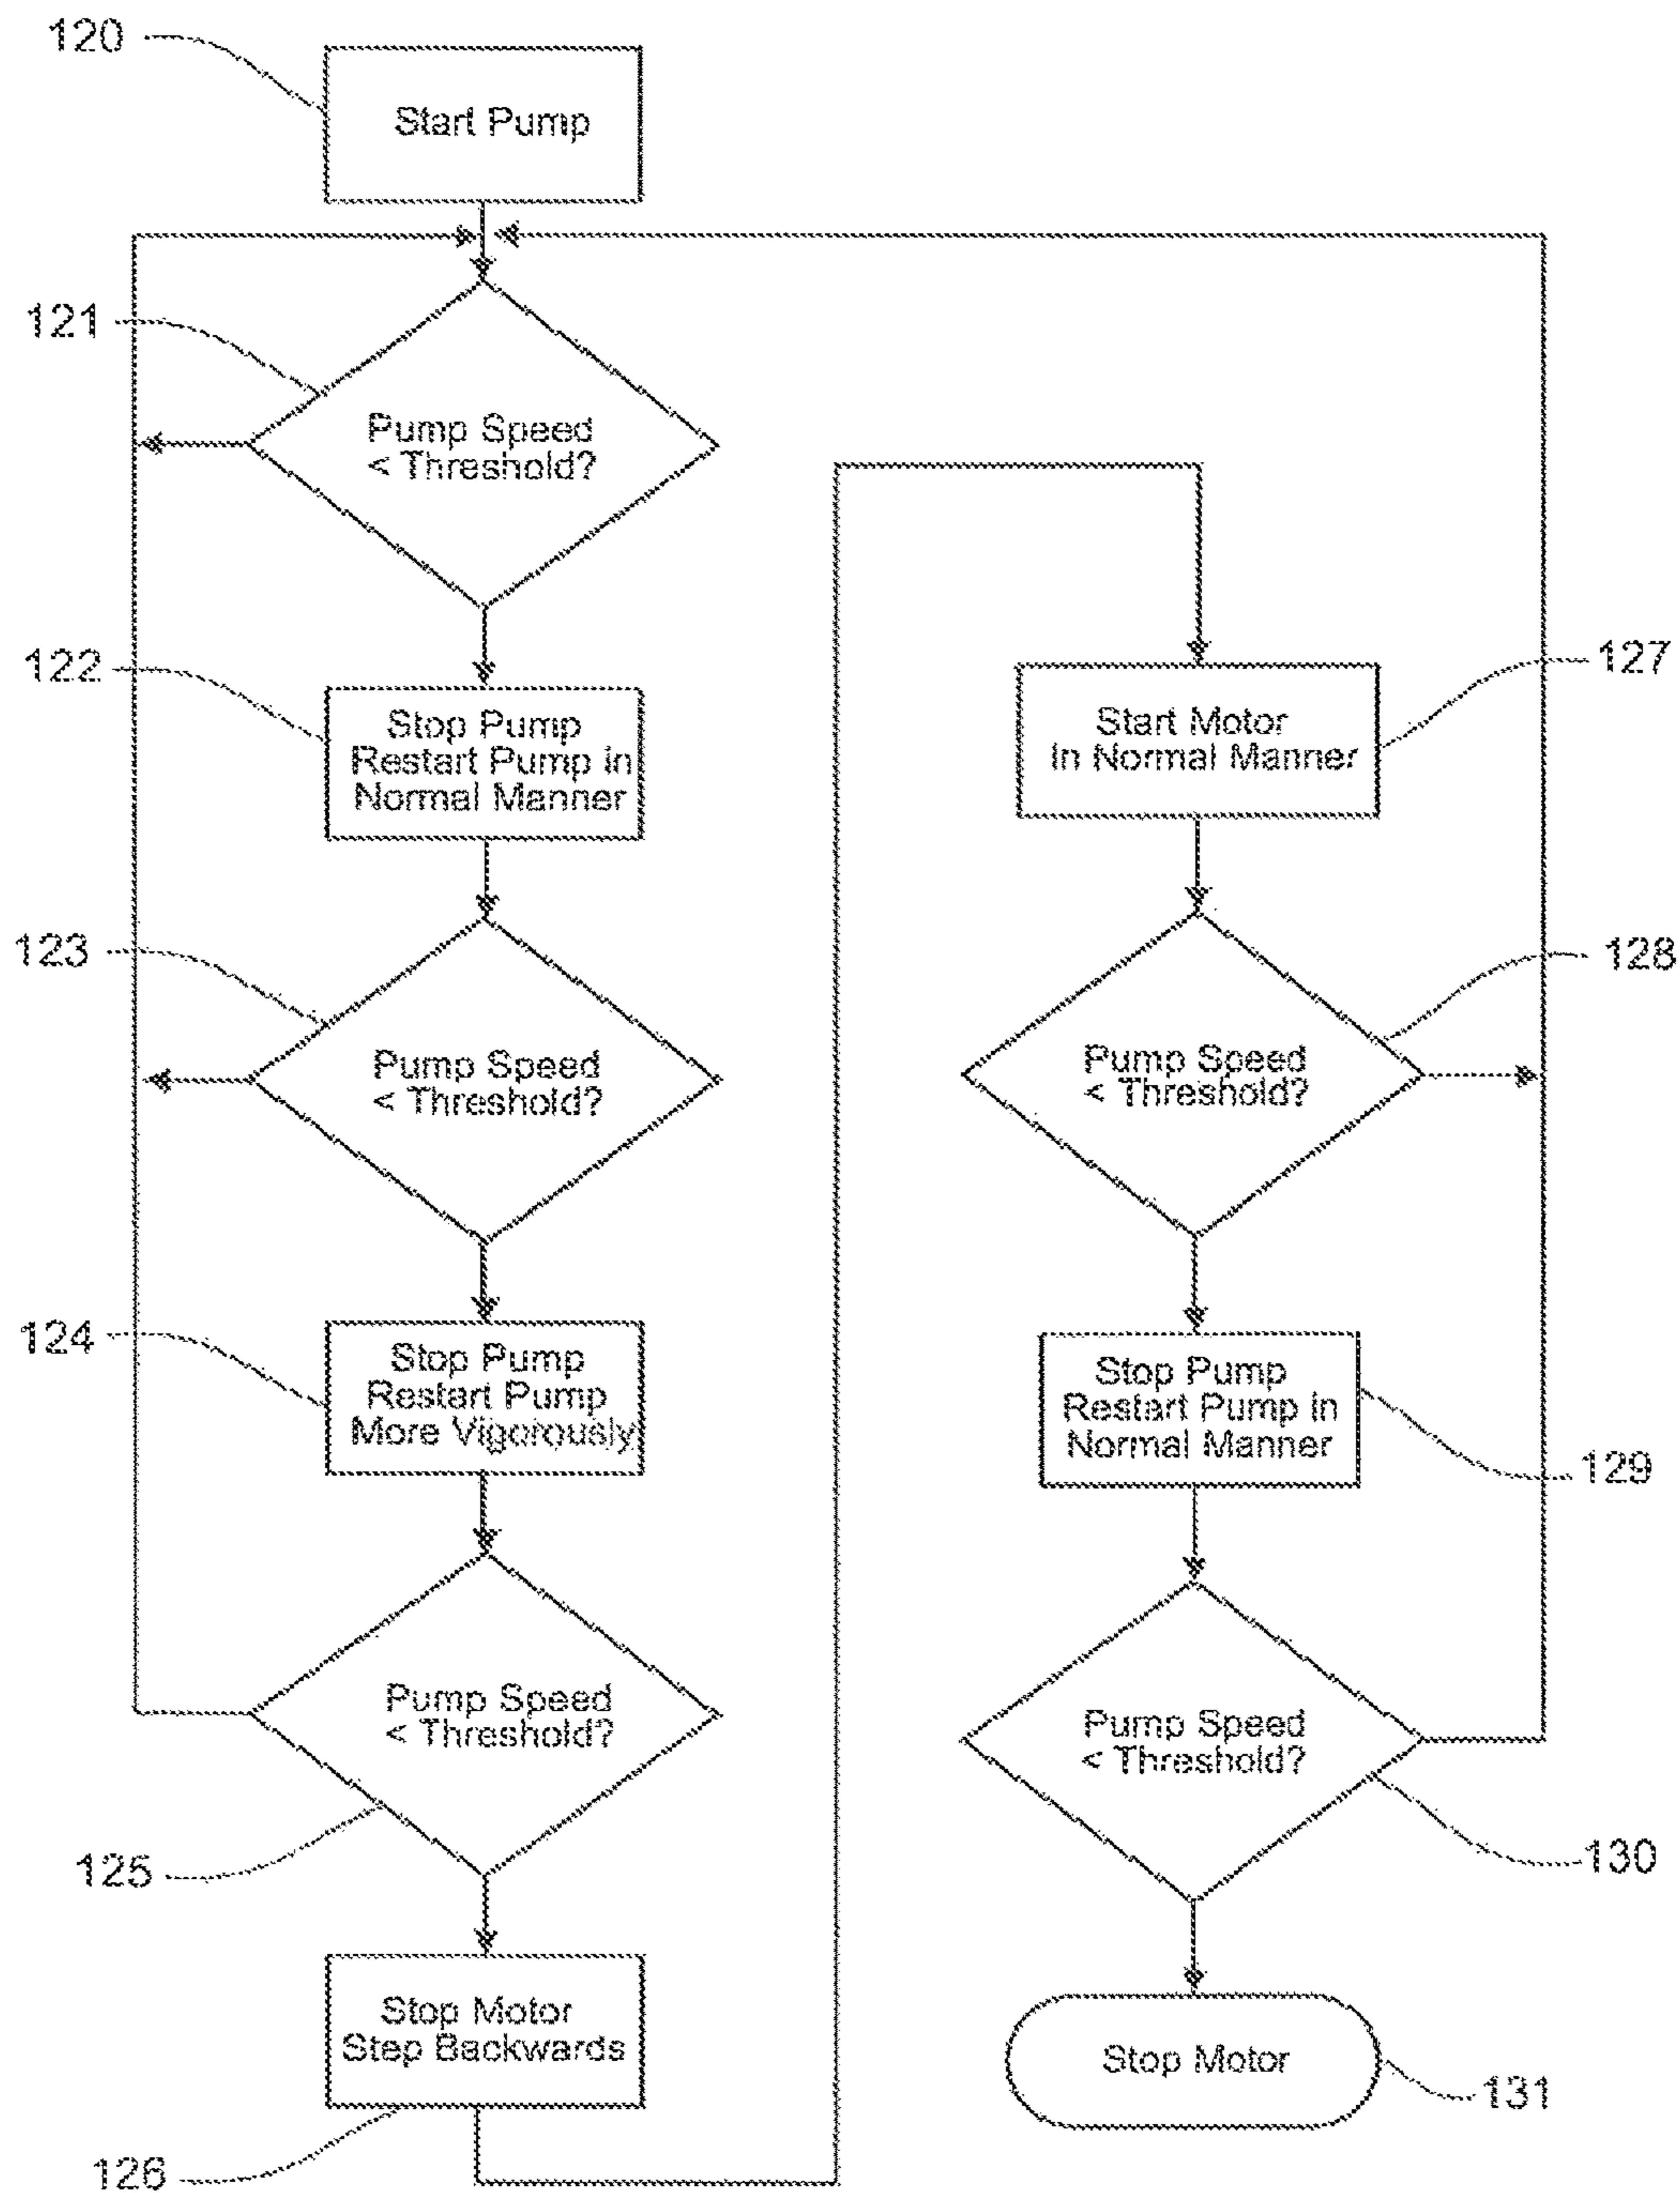 120
Start Pump
121
Pump Speed
< Threshold?
122
Stop Pump
Restart Pump in
Normal Manner
123
Pump Speed
< Threshold?
124
Stop Pump
Restart Pump
More Vigorously
125
Pump Speed
< Threshold?
126
Stop Motor
Step Backwards
127
Start Motor
in Normal Manner
128
Pump Speed
< Threshold?
129
Stop Pump
Restart Pump in
Normal Manner
130
Pump Speed
< Threshold?
131
Stop Motor